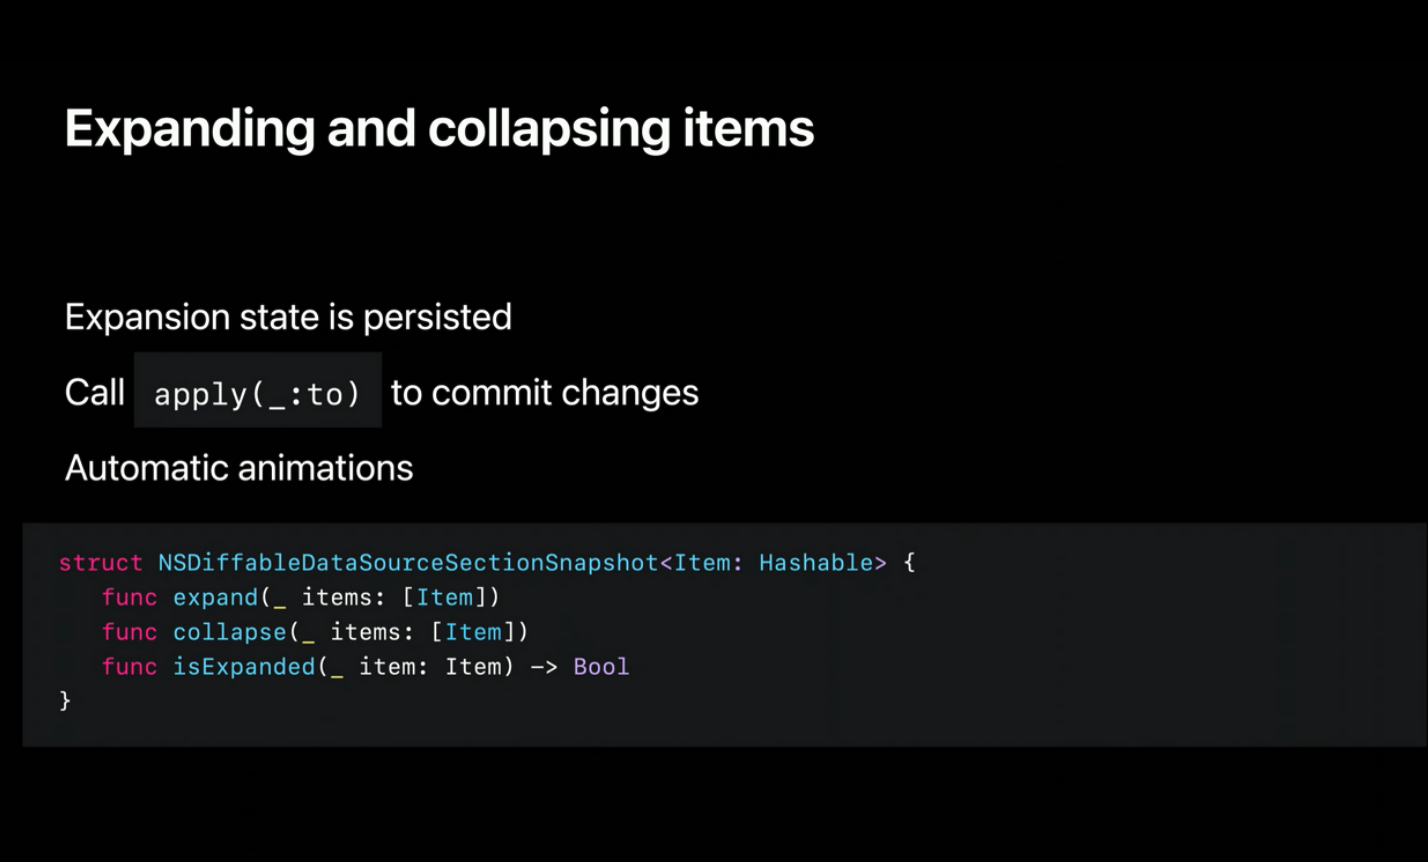 Expanding and collapsing items
Expansion state is persisted
Call apply(_:to) to commit changes
Automatic animations
struct NSDiffableDataSourceSectionSnapshot<Item: Hashable> {
   func expand(_ items: [Item])
   func collapse(_ items: [Item])
   func isExpanded(_ item: Item) -> Bool
}